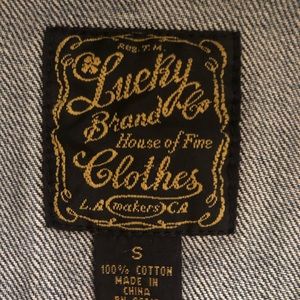 REG. T.M.
Lucky
Brand & Co
House of Fine
Clothes
L.A. makers CA
S
100% COTTON
MADE IN
CHINA